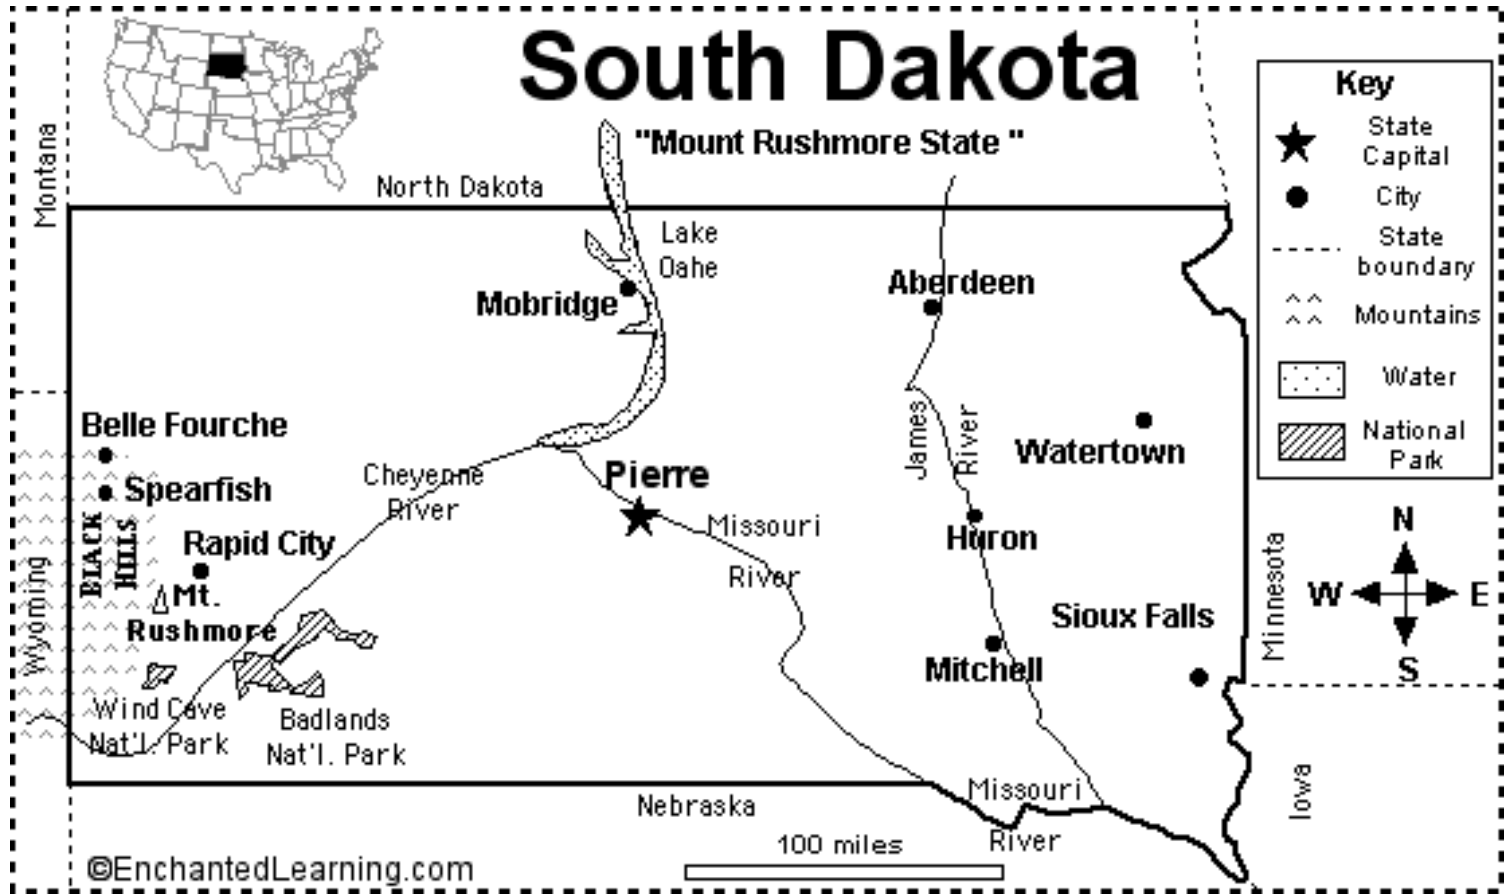 South Dakota
"Mount Rushmore State "
Key
State
Capital
City
State
boundary
Mountains
Water
National
Park
Montana
North Dakota
Lake
Oahe
Mobridge
Aberdeen
Belle Fourche
Spearfish
BLACK
HILLS
Rapid City
Mt.
Rushmore
Wyoming
Cheyenne
River
Pierre
Missouri
River
James
River
Watertown
Huron
Sioux Falls
Mitchell
Minnesota
N
W
E
S
Wind Cave
Nat'l. Park
Badlands
Nat'l. Park
Nebraska
Missouri
River
Iowa
100 miles
©EnchantedLearning.com